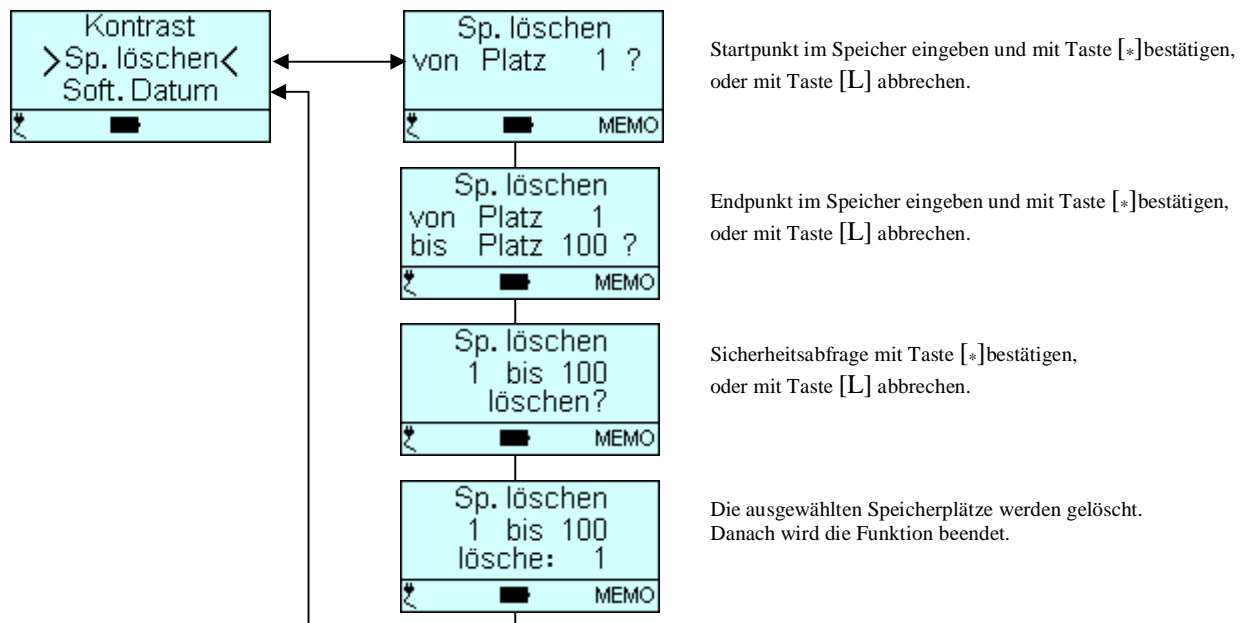 Kontrast
>Sp. löschen<
Soft. Datum
Sp. löschen
von Platz 1 ?
MEMO
Startpunkt im Speicher eingeben und mit Taste [*]bestätigen,
oder mit Taste [L] abbrechen.
Sp. löschen
von Platz 1
bis Platz 100 ?
MEMO
Endpunkt im Speicher eingeben und mit Taste [*]bestätigen,
oder mit Taste [L] abbrechen.
Sp. löschen
1 bis 100
löschen?
MEMO
Sicherheitsabfrage mit Taste [*]bestätigen,
oder mit Taste [L] abbrechen.
Sp. löschen
1 bis 100
lösche: 1
MEMO
Die ausgewählten Speicherplätze werden gelöscht.
Danach wird die Funktion beendet.